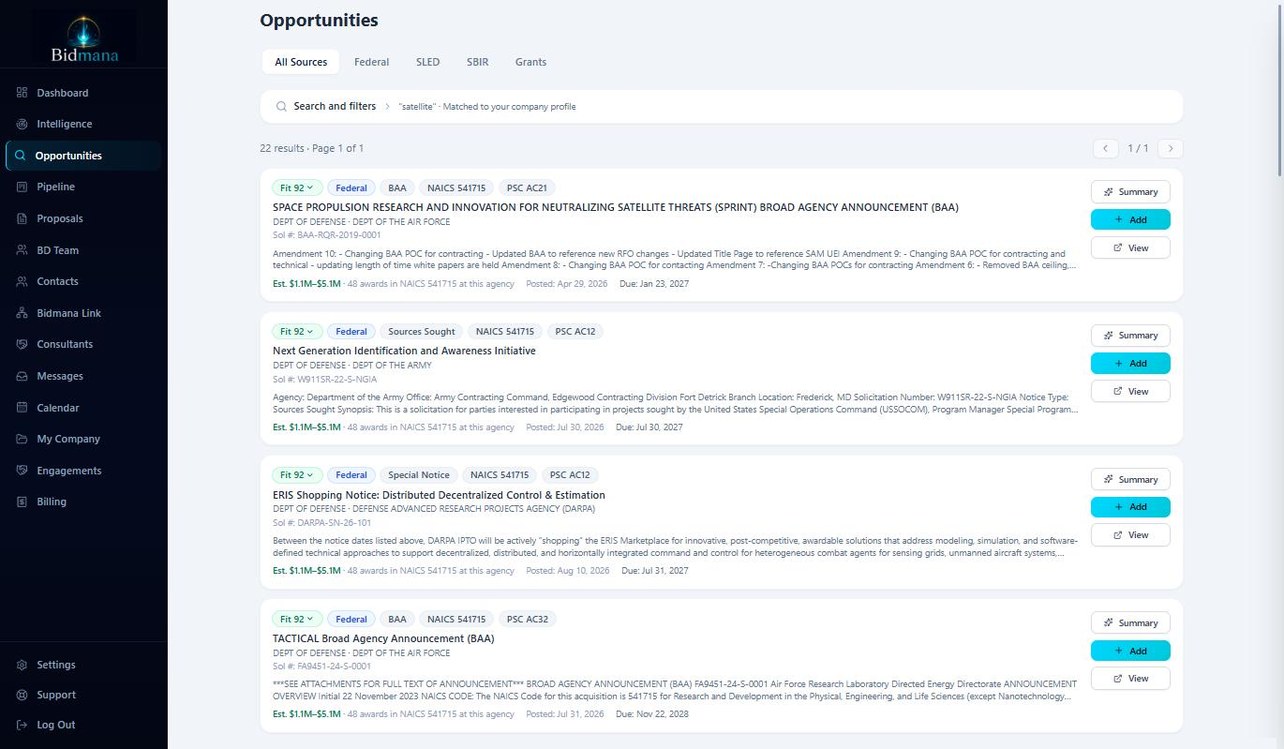 Bidmana
Dashboard
Intelligence
Opportunities
Pipeline
Proposals
BD Team
Contacts
Bidmana Link
Consultants
Messages
Calendar
My Company
Engagements
Billing
Settings
Support
Log Out
Opportunities
All Sources Federal SLED SBIR Grants
Search and filters > "satellite" · Matched to your company profile
22 results · Page 1 of 1 1 / 1
Fit 92 Federal BAA NAICS 541715 PSC AC21
SPACE PROPULSION RESEARCH AND INNOVATION FOR NEUTRALIZING SATELLITE THREATS (SPRINT) BROAD AGENCY ANNOUNCEMENT (BAA)
DEPT OF DEFENSE · DEPT OF THE AIR FORCE
Sol #: BAA-RQR-2019-0001
Amendment 10: - Changing BAA POC for contracting - Updated BAA to reference new RFO changes - Updated Title Page to reference SAM UEI Amendment 9: - Changing BAA POC for contracting and
technical - updating length of time white papers are held Amendment 8: - Changing BAA POC for contacting Amendment 7: -Changing BAA POCs for contracting Amendment 6: - Removed BAA ceiling,...
Est. $1.1M–$5.1M · 48 awards in NAICS 541715 at this agency Posted: Apr 29, 2026 Due: Jan 23, 2027
Summary
+ Add
View
Fit 92 Federal Sources Sought NAICS 541715 PSC AC12
Next Generation Identification and Awareness Initiative
DEPT OF DEFENSE · DEPT OF THE ARMY
Sol #: W911SR-22-S-NGIA
Agency: Department of the Army Office: Army Contracting Command, Edgewood Contracting Division Fort Detrick Branch Location: Frederick, MD Solicitation Number: W911SR-22-S-NGIA Notice Type:
Sources Sought Synopsis: This is a solicitation for parties interested in participating in projects sought by the United States Special Operations Command (USSOCOM), Program Manager Special Program...
Est. $1.1M–$5.1M · 48 awards in NAICS 541715 at this agency Posted: Jul 30, 2026 Due: Jul 30, 2027
Summary
+ Add
View
Fit 92 Federal Special Notice NAICS 541715 PSC AC12
ERIS Shopping Notice: Distributed Decentralized Control & Estimation
DEPT OF DEFENSE · DEFENSE ADVANCED RESEARCH PROJECTS AGENCY (DARPA)
Sol #: DARPA-SN-26-101
Between the notice dates listed above, DARPA IPTO will be actively "shopping" the ERIS Marketplace for innovative, post-competitive, awardable solutions that address modeling, simulation, and software-
defined technical approaches to support decentralized, distributed, and horizontally integrated command and control for heterogeneous combat agents for sensing grids, unmanned aircraft systems,...
Est. $1.1M–$5.1M · 48 awards in NAICS 541715 at this agency Posted: Aug 10, 2026 Due: Jul 31, 2027
Summary
+ Add
View
Fit 92 Federal BAA NAICS 541715 PSC AC32
TACTICAL Broad Agency Announcement (BAA)
DEPT OF DEFENSE · DEPT OF THE AIR FORCE
Sol #: FA9451-24-S-0001
***SEE ATTACHMENTS FOR FULL TEXT OF ANNOUNCEMENT*** BROAD AGENCY ANNOUNCEMENT (BAA) FA9451-24-S-0001 Air Force Research Laboratory Directed Energy Directorate ANNOUNCEMENT
OVERVIEW Initial 22 November 2023 NAICS CODE: The NAICS Code for this acquisition is 541715 for Research and Development in the Physical, Engineering, and Life Sciences (except Nanotechnology...
Est. $1.1M–$5.1M · 48 awards in NAICS 541715 at this agency Posted: Jul 31, 2026 Due: Nov 22, 2028
Summary
+ Add
View